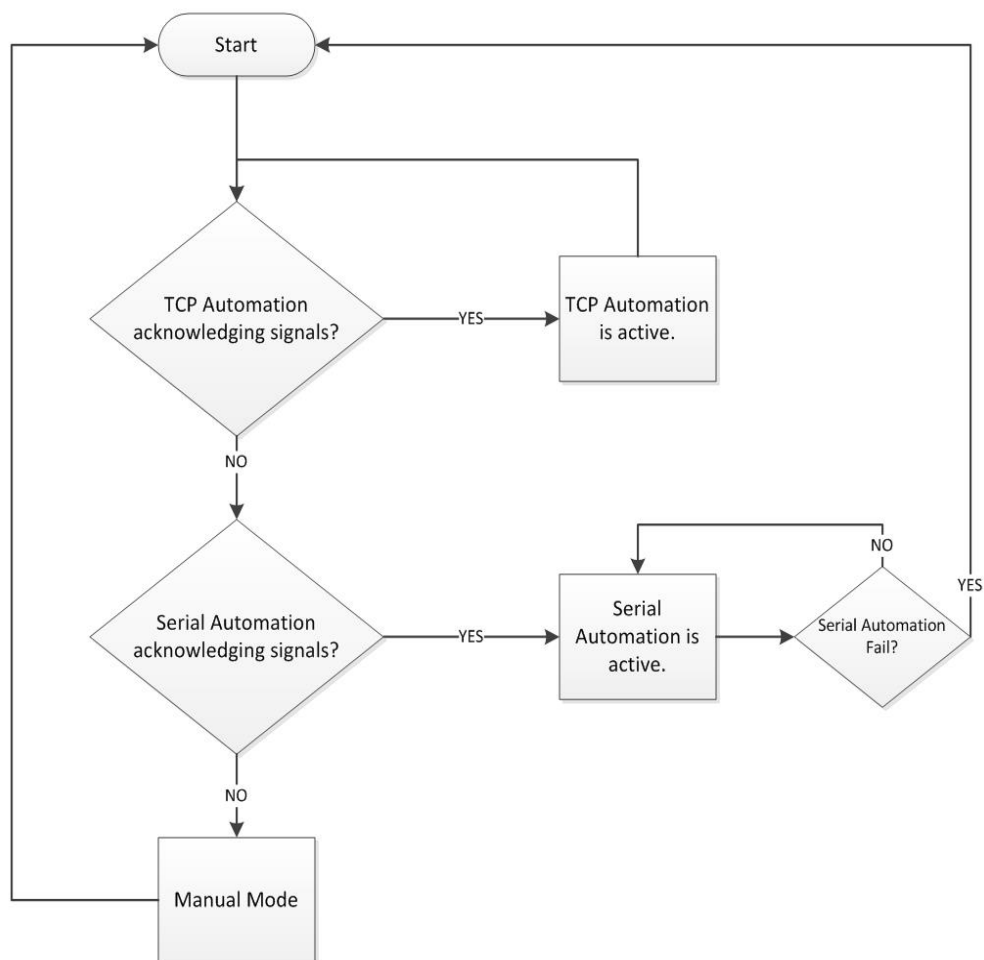 Start
TCP Automation
acknowledging signals?
YES
TCP Automation
is active.
NO
Serial Automation
acknowledging signals?
YES
Serial
Automation is
active.
NO
Serial Automation
Fail?
YES
NO
Manual Mode